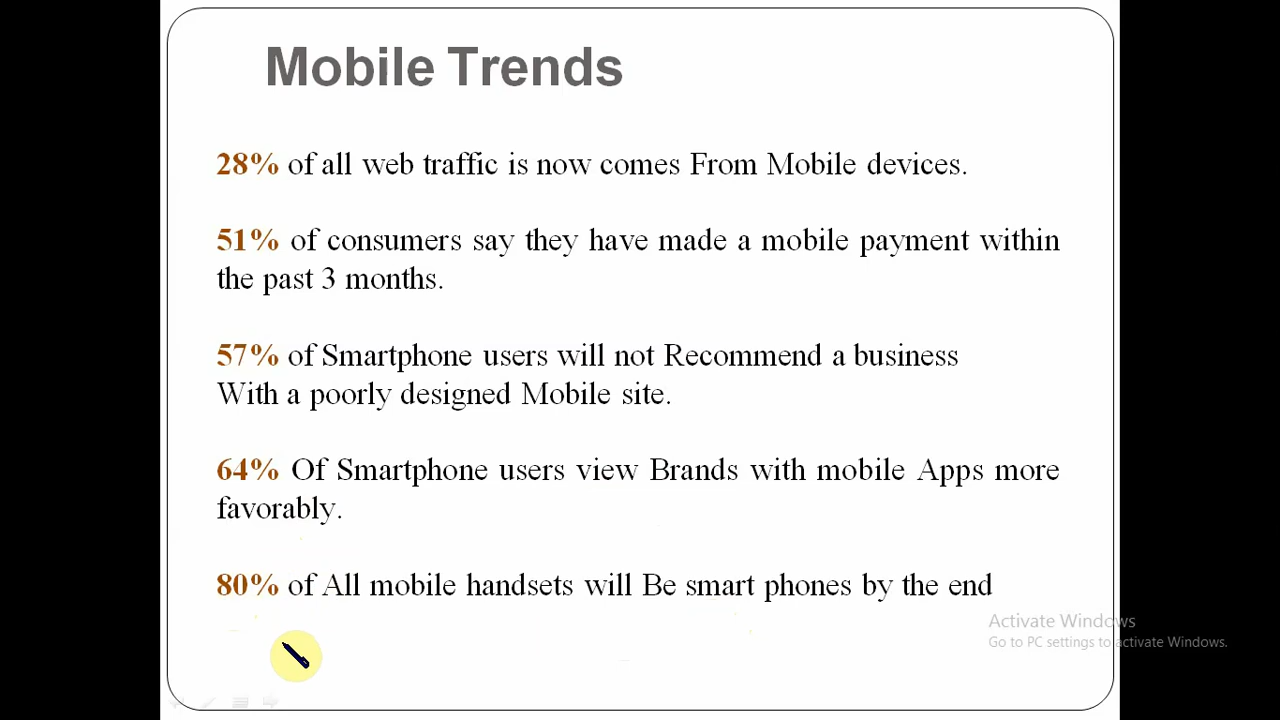 Mobile Trends
28% of all web traffic is now comes From Mobile devices.
51% of consumers say they have made a mobile payment within
the past 3 months.
57% of Smartphone users will not Recommend a business
With a poorly designed Mobile site.
64% Of Smartphone users view Brands with mobile Apps more
favorably.
80% of All mobile handsets will Be smart phones by the end
Activate Windows
Go to PC settings to activate Windows.